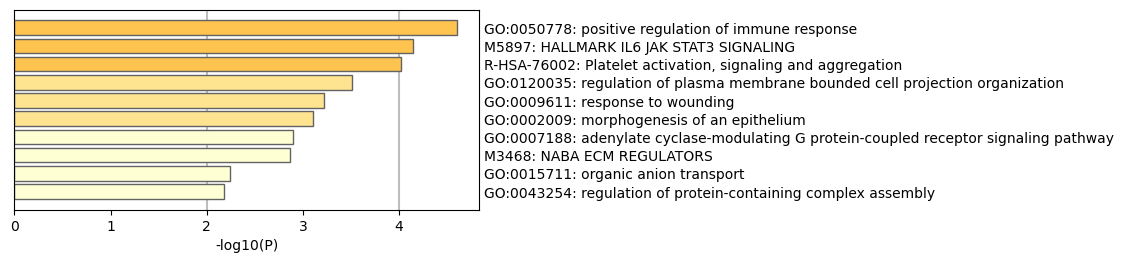 GO:0050778: positive regulation of immune response
M5897: HALLMARK IL6 JAK STAT3 SIGNALING
R-HSA-76002: Platelet activation, signaling and aggregation
GO:0120035: regulation of plasma membrane bounded cell projection organization
GO:0009611: response to wounding
GO:0002009: morphogenesis of an epithelium
GO:0007188: adenylate cyclase-modulating G protein-coupled receptor signaling pathway
M3468: NABA ECM REGULATORS
GO:0015711: organic anion transport
GO:0043254: regulation of protein-containing complex assembly
0 1 2 3 4
-log10(P)